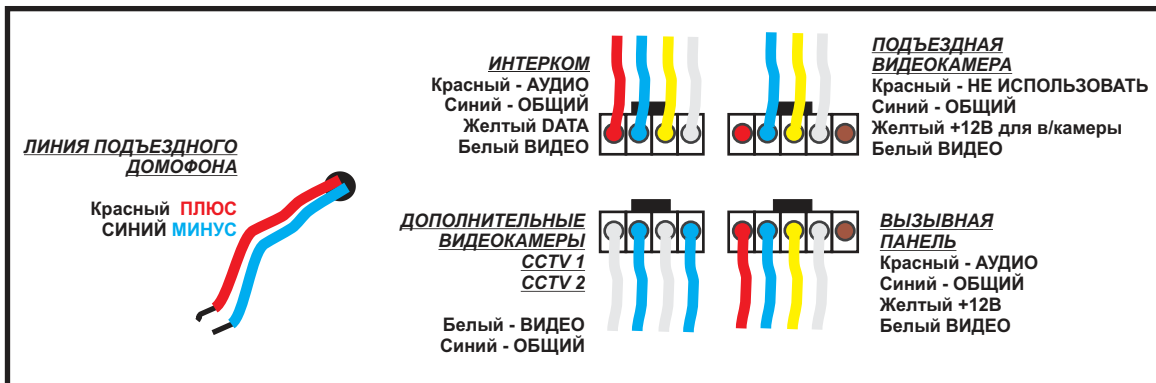 ЛИНИЯ ПОДЪЕЗДНОГО
ДОМОФОНА
Красный ПЛЮС
СИНИЙ МИНУС
ИНТЕРКОМ
Красный - АУДИО
Синий - ОБЩИЙ
Желтый DATA
Белый ВИДЕО
ПОДЪЕЗДНАЯ
ВИДЕОКАМЕРА
Красный - НЕ ИСПОЛЬЗОВАТЬ
Синий - ОБЩИЙ
Желтый +12В для в/камеры
Белый ВИДЕО
ДОПОЛНИТЕЛЬНЫЕ
ВИДЕОКАМЕРЫ
CCTV 1
CCTV 2
Белый - ВИДЕО
Синий - ОБЩИЙ
ВЫЗЫВНАЯ
ПАНЕЛЬ
Красный - АУДИО
Синий - ОБЩИЙ
Желтый +12В
Белый ВИДЕО